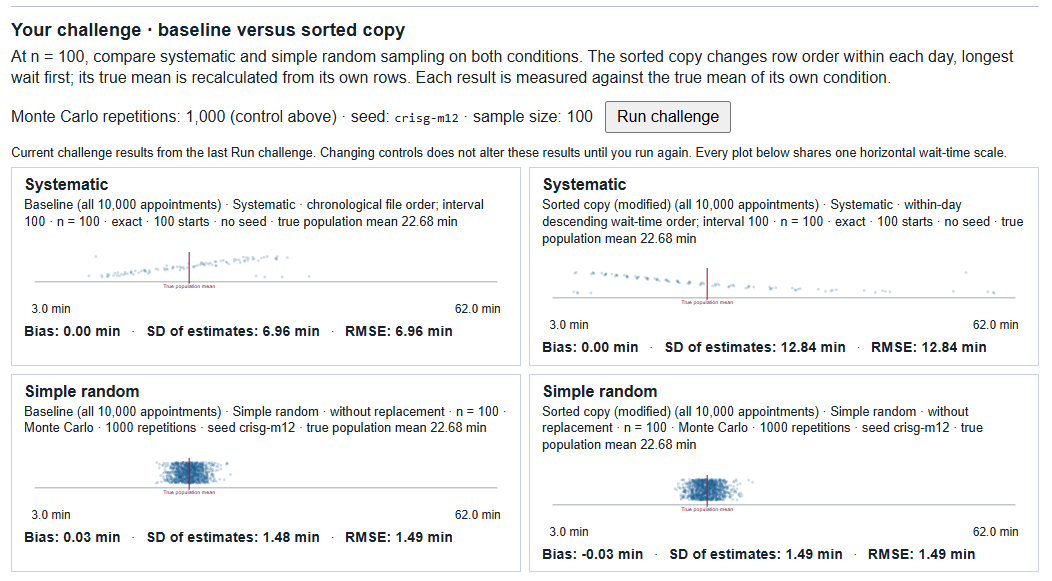 Your challenge · baseline versus sorted copy
At n = 100, compare systematic and simple random sampling on both conditions. The sorted copy changes row order within each day, longest
wait first; its true mean is recalculated from its own rows. Each result is measured against the true mean of its own condition.
Monte Carlo repetitions: 1,000 (control above) · seed: crisg-m12 · sample size: 100 Run challenge
Current challenge results from the last Run challenge. Changing controls does not alter these results until you run again. Every plot below shares one horizontal wait-time scale.
Systematic
Baseline (all 10,000 appointments) · Systematic · chronological file order; interval
100 · n = 100 · exact · 100 starts · no seed · true population mean 22.68 min
True population mean
3.0 min 62.0 min
Bias: 0.00 min · SD of estimates: 6.96 min · RMSE: 6.96 min
Systematic
Sorted copy (modified) (all 10,000 appointments) · Systematic · within-day
descending wait-time order; interval 100 · n = 100 · exact · 100 starts · no seed · true
population mean 22.68 min
True population mean
3.0 min 62.0 min
Bias: 0.00 min · SD of estimates: 12.84 min · RMSE: 12.84 min
Simple random
Baseline (all 10,000 appointments) · Simple random · without replacement · n = 100 ·
Monte Carlo · 1000 repetitions · seed crisg-m12 · true population mean 22.68 min
True population mean
3.0 min 62.0 min
Bias: 0.03 min · SD of estimates: 1.48 min · RMSE: 1.49 min
Simple random
Sorted copy (modified) (all 10,000 appointments) · Simple random · without
replacement · n = 100 · Monte Carlo · 1000 repetitions · seed crisg-m12 · true
population mean 22.68 min
True population mean
3.0 min 62.0 min
Bias: -0.03 min · SD of estimates: 1.49 min · RMSE: 1.49 min